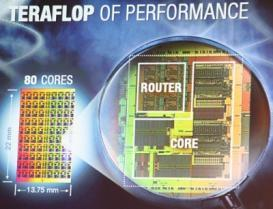 TERAFLOP OF PERFORMANCE
80 CORES
ROUTER
CORE
22 mm
13.75 mm